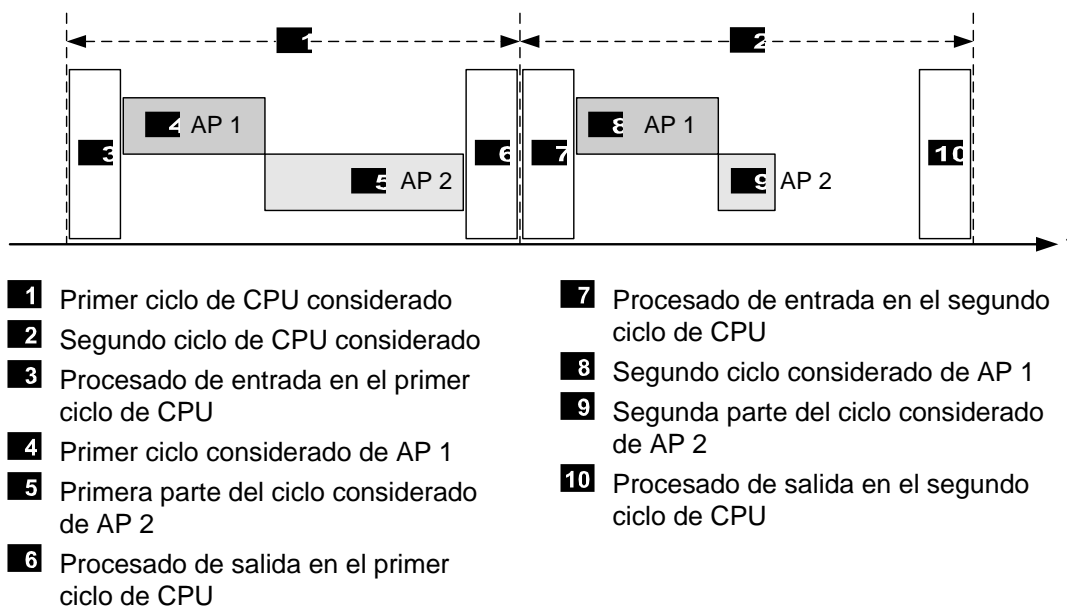 1
2
4 AP 1
8 AP 1
3
6
7
10
5 AP 2
9 AP 2
1 Primer ciclo de CPU considerado
2 Segundo ciclo de CPU considerado
3 Procesado de entrada en el primer
ciclo de CPU
4 Primer ciclo considerado de AP 1
5 Primera parte del ciclo considerado
de AP 2
6 Procesado de salida en el primer
ciclo de CPU
7 Procesado de entrada en el segundo
ciclo de CPU
8 Segundo ciclo considerado de AP 1
9 Segunda parte del ciclo considerado
de AP 2
10 Procesado de salida en el segundo
ciclo de CPU